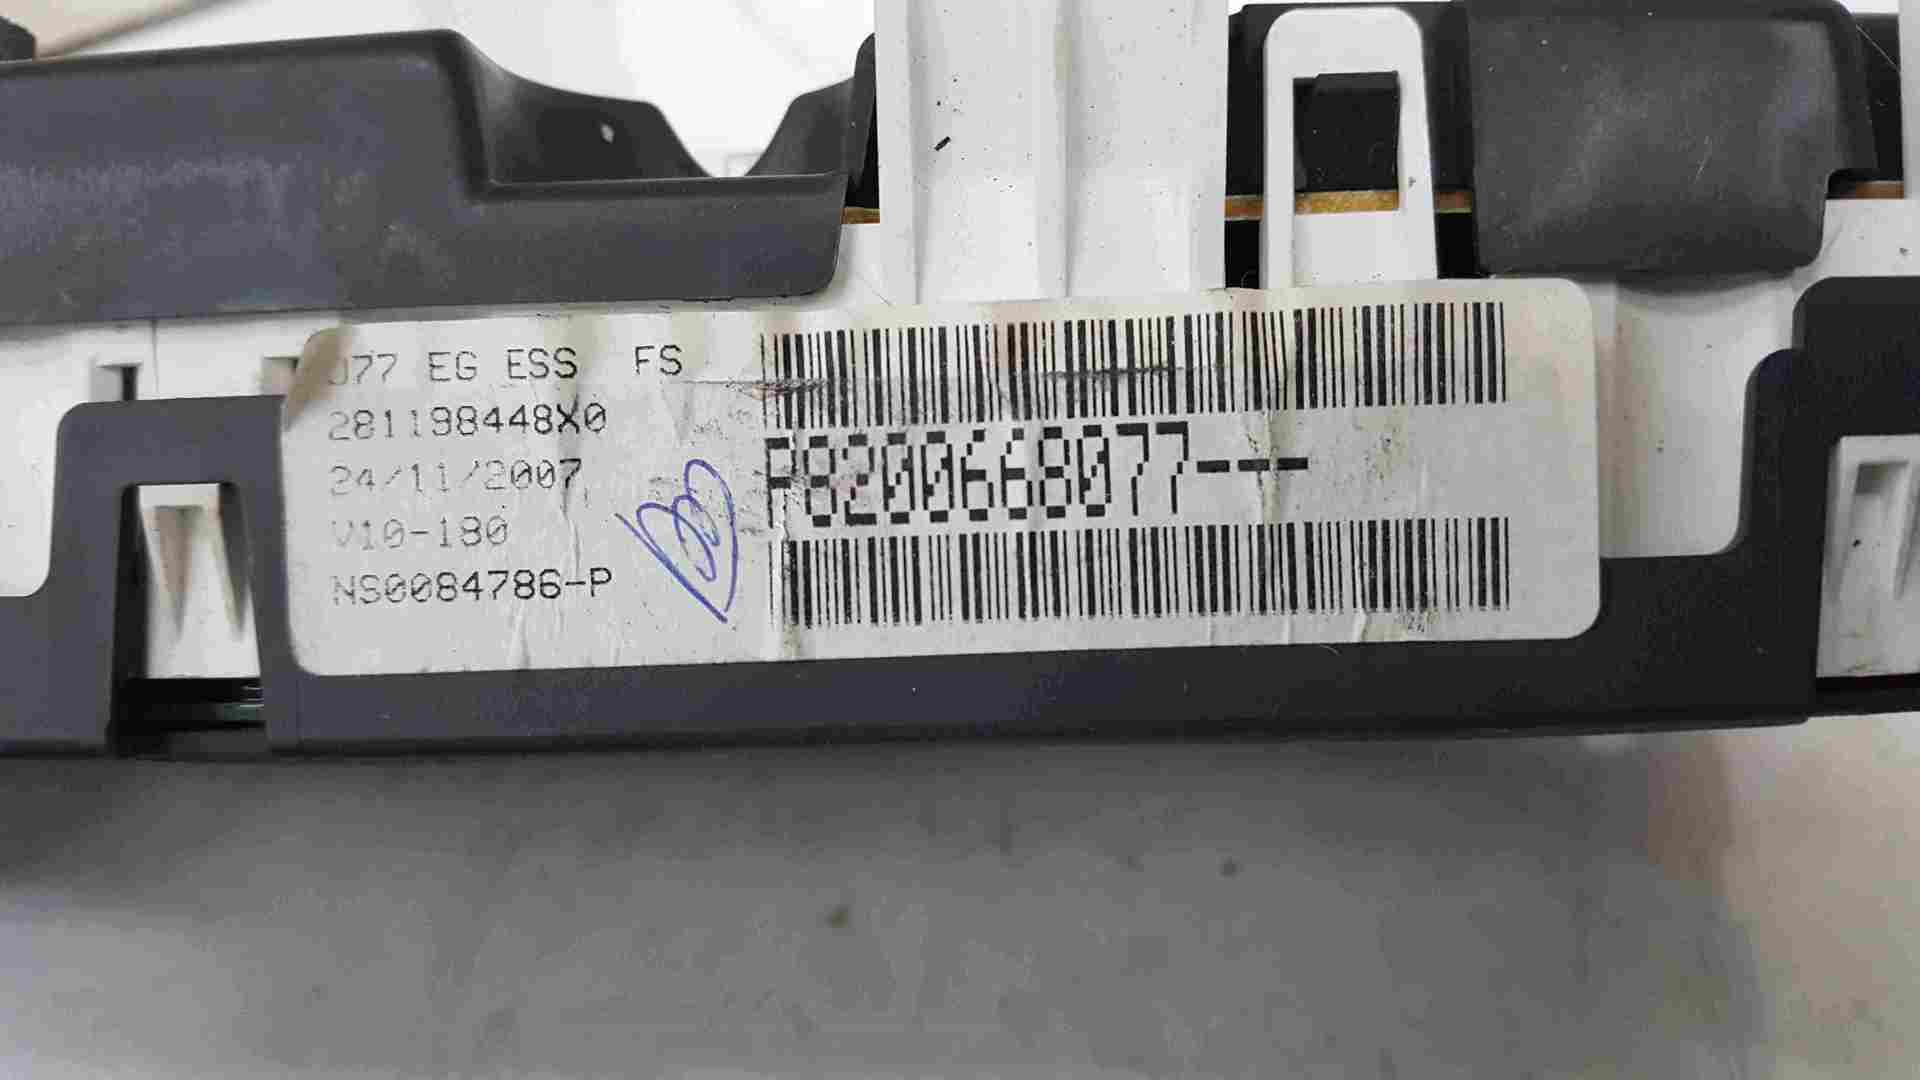 J77 EG ESS FS
281198448X0
24/11/2007
V10-180
NS0084786-P
P8200668077---